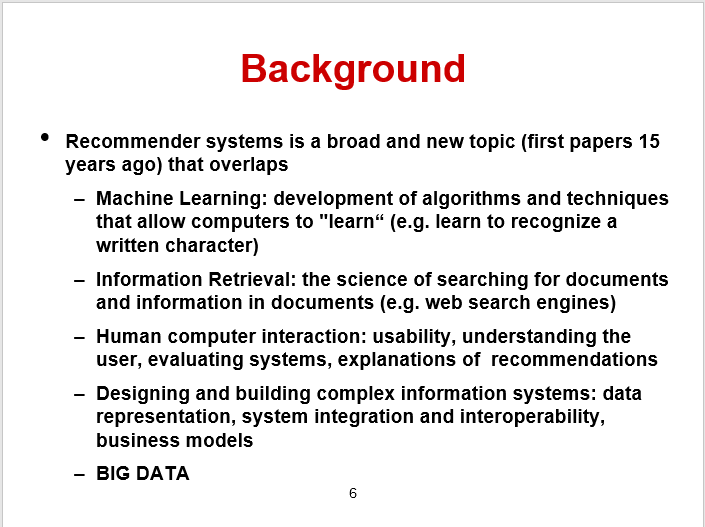 Background
• Recommender systems is a broad and new topic (first papers 15
years ago) that overlaps
– Machine Learning: development of algorithms and techniques
that allow computers to "learn“ (e.g. learn to recognize a
written character)
– Information Retrieval: the science of searching for documents
and information in documents (e.g. web search engines)
– Human computer interaction: usability, understanding the
user, evaluating systems, explanations of  recommendations
– Designing and building complex information systems: data
representation, system integration and interoperability,
business models
– BIG DATA
6